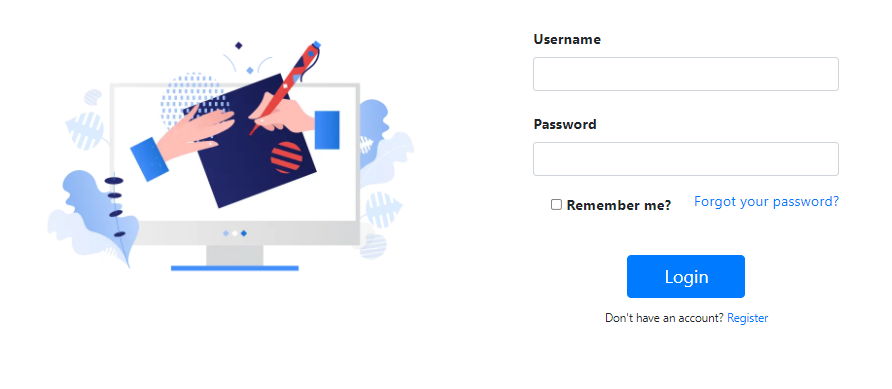 Username
Password
Remember me? Forgot your password?
Login
Don't have an account? Register